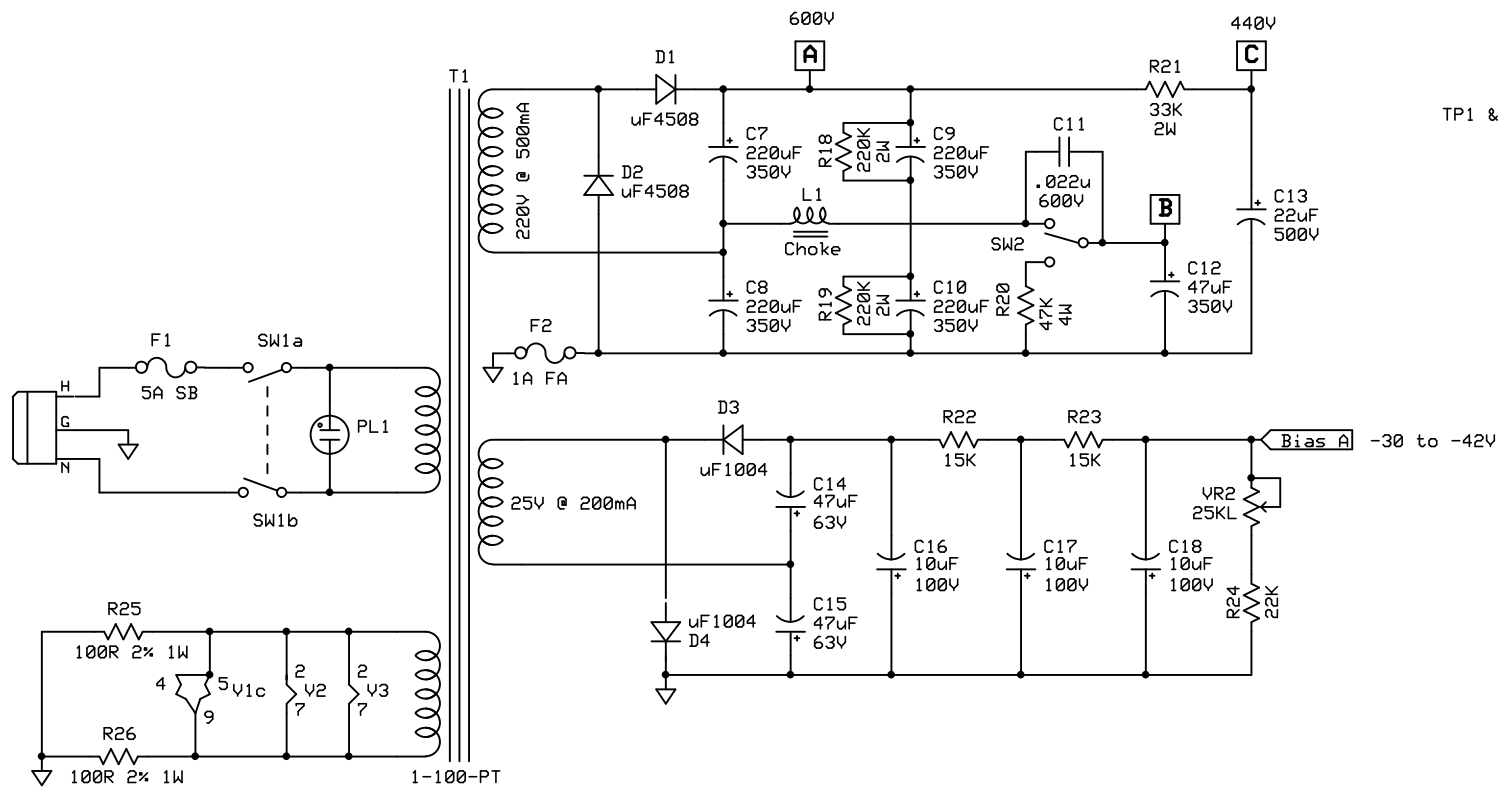 600V
440V
A
C
T1
D1
uF4508
R21
33K
2W
TP1 &
220V @ 500mA
D2
uF4508
C7
220uF
350V
R18
220K
2W
C9
220uF
350V
C11
.022u
600V
L1
Choke
SW2
B
C13
22uF
500V
C8
220uF
350V
R19
220K
2W
C10
220uF
350V
R20
47K
4W
C12
47uF
350V
F2
1A FA
F1
5A SB
SW1a
H
G
N
PL1
SW1b
D3
uF1004
R22
15K
R23
15K
Bias A
-30 to -42V
25V @ 200mA
C14
47uF
63V
VR2
25KL
C16
10uF
100V
C17
10uF
100V
C18
10uF
100V
R24
22K
uF1004
D4
C15
47uF
63V
R25
100R 2% 1W
4
5
V1c
9
2
V2
7
2
V3
7
R26
100R 2% 1W
1-100-PT